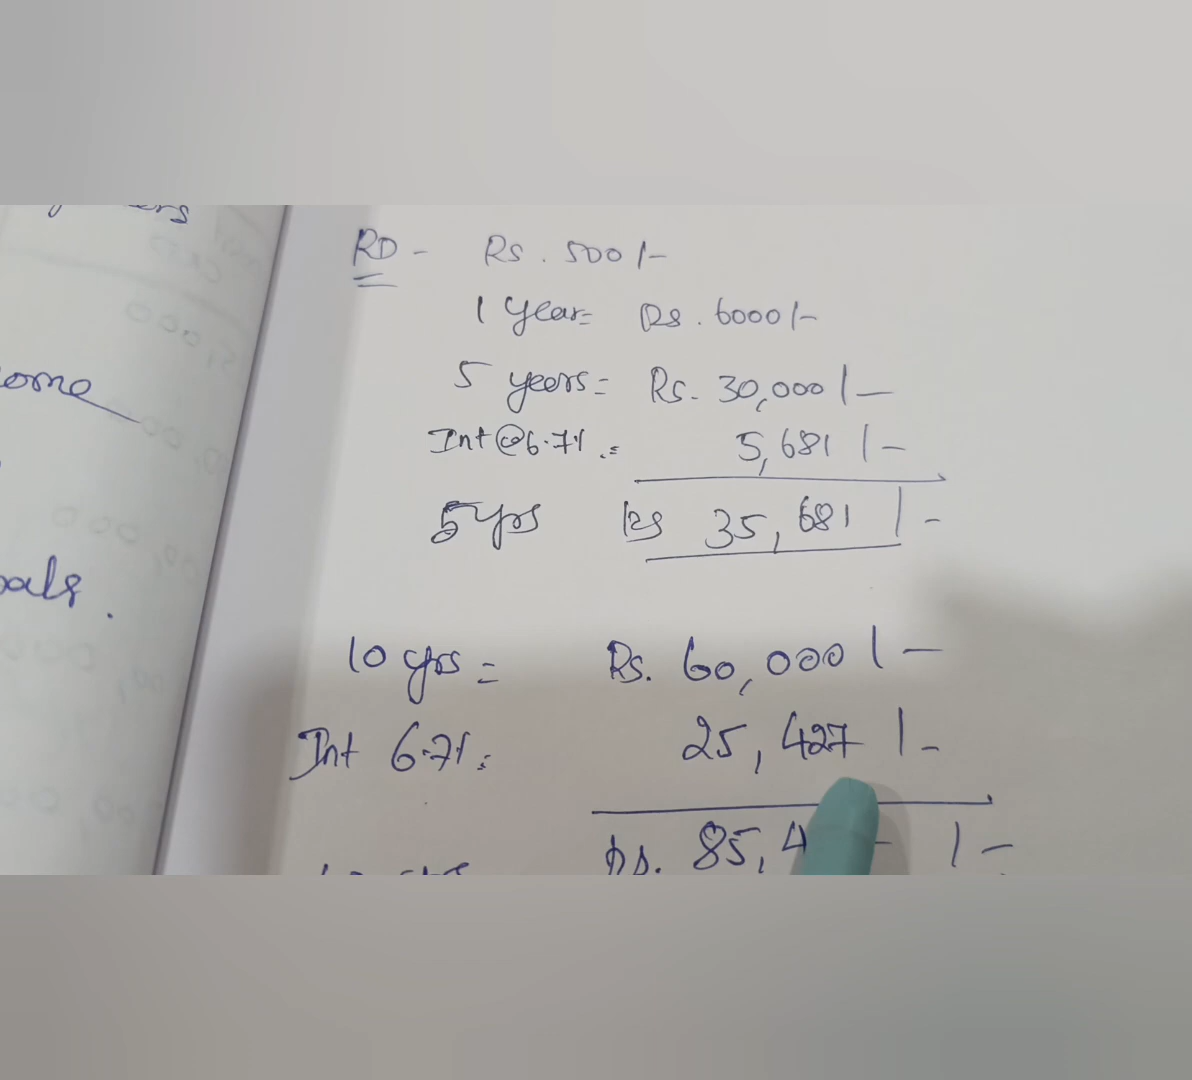 RD - Rs. 500/-
1 year = Rs. 6000/-
5 years = Rs. 30,000/-
Int @ 6.7% = 5,681/-
5 yrs Rs 35,681/-
10 yrs = Rs. 60,000/-
Int 6.7% = 25,427/-
Rs. 85,4 /-